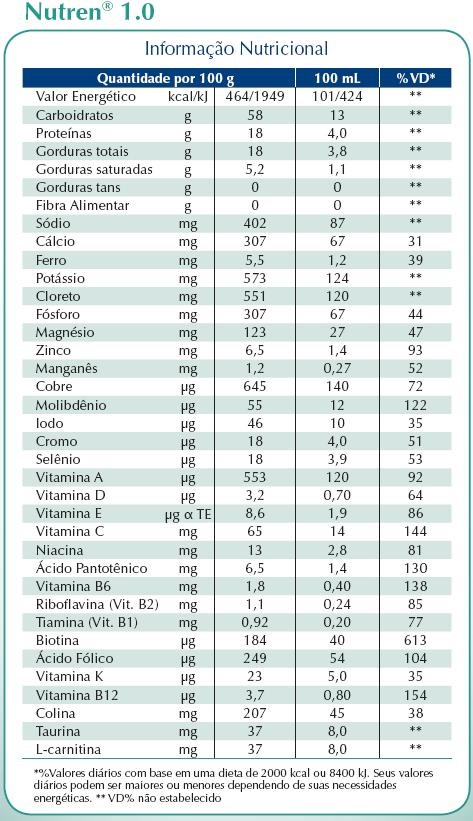 Nutren® 1.0
Informação Nutricional
Quantidade por 100 g 100 mL %VD*
Valor Energético kcal/kJ 464/1949 101/424 **
Carboidratos g 58 13 **
Proteínas g 18 4,0 **
Gorduras totais g 18 3,8 **
Gorduras saturadas g 5,2 1,1 **
Gorduras tans g 0 0 **
Fibra Alimentar g 0 0 **
Sódio mg 402 87 **
Cálcio mg 307 67 31
Ferro mg 5,5 1,2 39
Potássio mg 573 124 **
Cloreto mg 551 120 **
Fósforo mg 307 67 44
Magnésio mg 123 27 47
Zinco mg 6,5 1,4 93
Manganês mg 1,2 0,27 52
Cobre µg 645 140 72
Molibdênio µg 55 12 122
Iodo µg 46 10 35
Cromo µg 18 4,0 51
Selênio µg 18 3,9 53
Vitamina A µg 553 120 92
Vitamina D µg 3,2 0,70 64
Vitamina E µg α TE 8,6 1,9 86
Vitamina C mg 65 14 144
Niacina mg 13 2,8 81
Ácido Pantotênico mg 6,5 1,4 130
Vitamina B6 mg 1,8 0,40 138
Riboflavina (Vit. B2) mg 1,1 0,24 85
Tiamina (Vit. B1) mg 0,92 0,20 77
Biotina µg 184 40 613
Ácido Fólico µg 249 54 104
Vitamina K µg 23 5,0 35
Vitamina B12 µg 3,7 0,80 154
Colina mg 207 45 38
Taurina mg 37 8,0 **
L-carnitina mg 37 8,0 **
*%Valores diários com base em uma dieta de 2000 kcal ou 8400 kJ. Seus valores
diários podem ser maiores ou menores dependendo de suas necessidades
energéticas. ** VD% não estabelecido